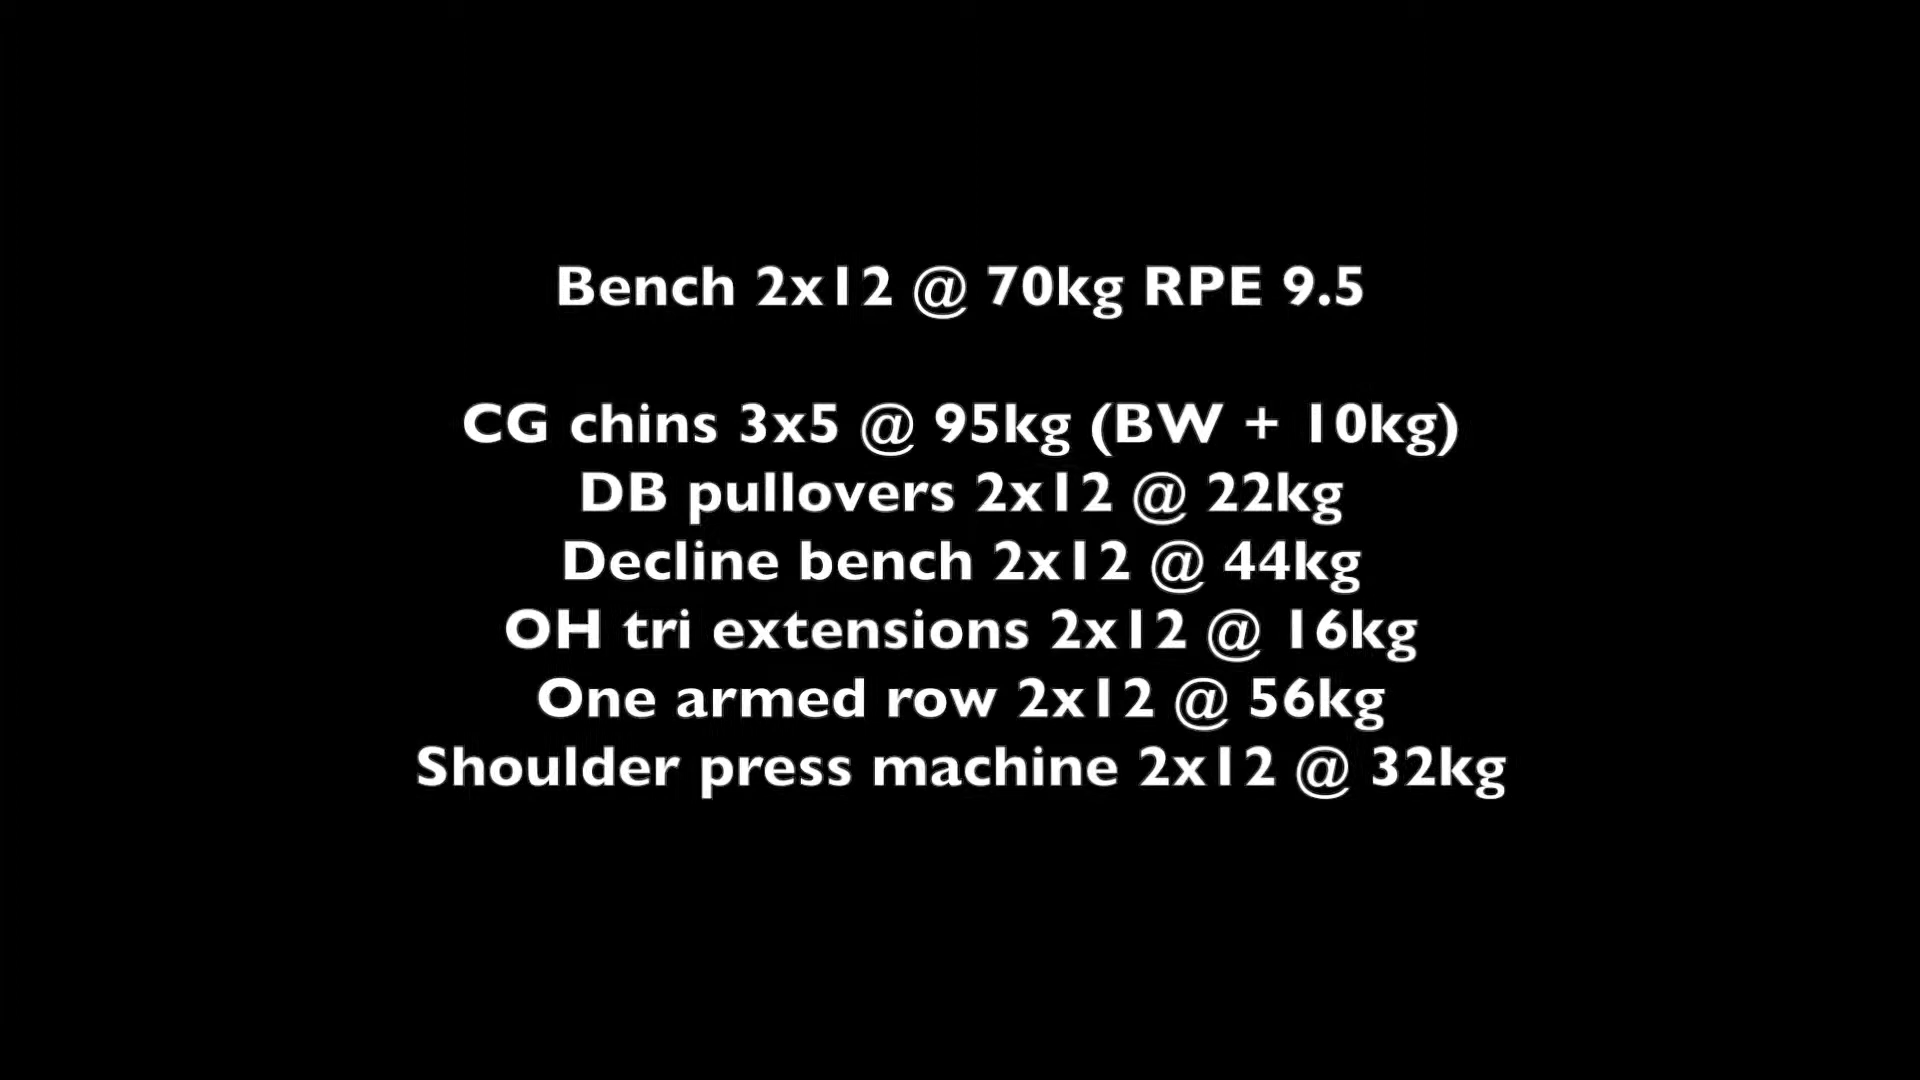 Bench 2x12 @ 70kg RPE 9.5
CG chins 3x5 @ 95kg (BW + 10kg)
DB pullovers 2x12 @ 22kg
Decline bench 2x12 @ 44kg
OH tri extensions 2x12 @ 16kg
One armed row 2x12 @ 56kg
Shoulder press machine 2x12 @ 32kg